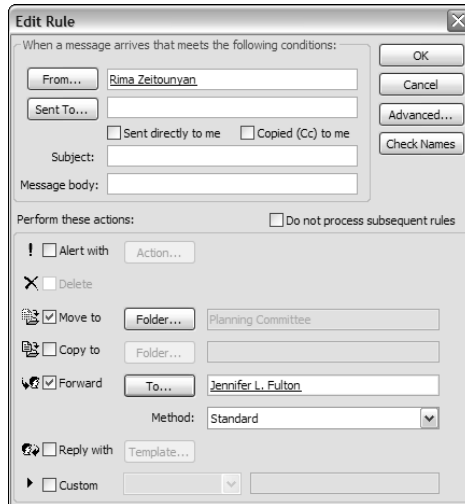 Edit Rule
When a message arrives that meets the following conditions:
OK
From... Rima Zeitounyan
Cancel
Sent To...
Advanced...
Sent directly to me Copied (Cc) to me
Check Names
Subject:
Message body:
Perform these actions: Do not process subsequent rules
Alert with Action...
Delete
Move to Folder... Planning Committee
Copy to Folder...
Forward To... Jennifer L. Fulton
Method: Standard
Reply with Template...
Custom